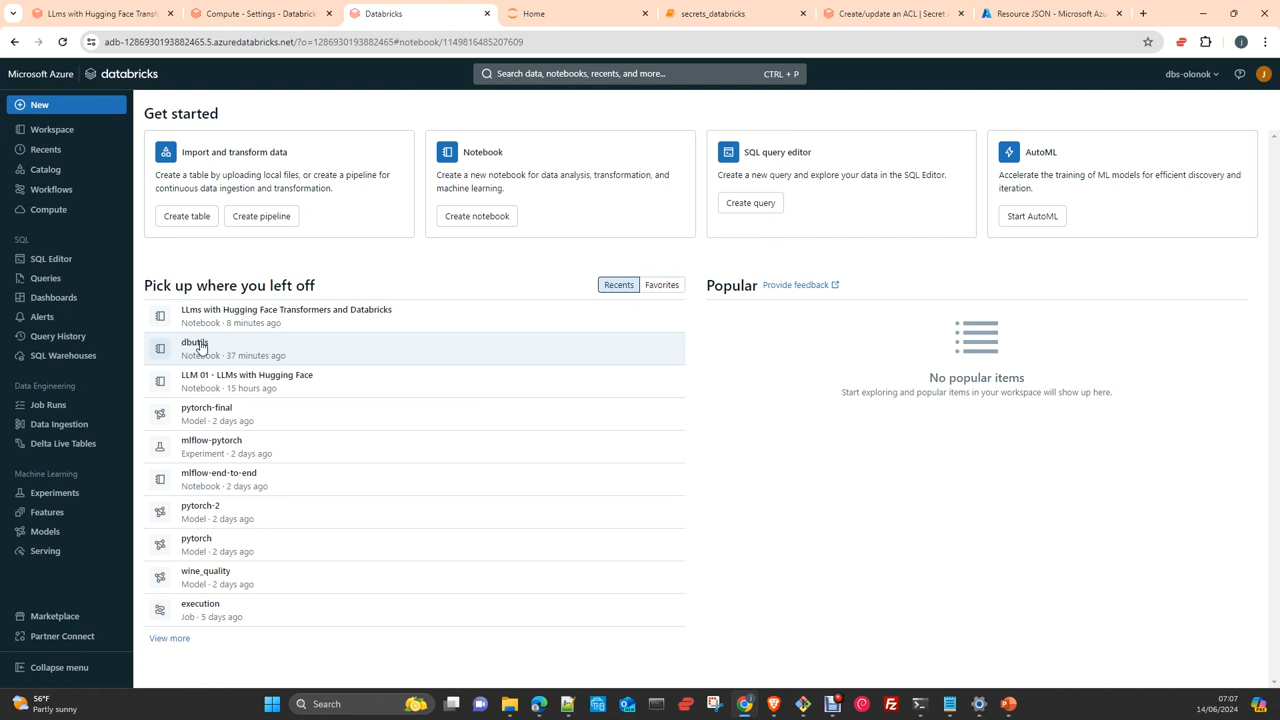 LLms with Hugging Face Transfor
Compute - Settings - Databrick
Databricks
Home
secrets_databricks
Create/update an ACL | Secret A
Resource JSON - Microsoft Azu
adb-1286930193882465.5.azuredatabricks.net/?o=1286930193882465#notebook/1149816485207609
Microsoft Azure
databricks
Search data, notebooks, recents, and more...
CTRL + P
dbs-olonok
J
New
Workspace
Recents
Catalog
Workflows
Compute
SQL
SQL Editor
Queries
Dashboards
Alerts
Query History
SQL Warehouses
Data Engineering
Job Runs
Data Ingestion
Delta Live Tables
Machine Learning
Experiments
Features
Models
Serving
Marketplace
Partner Connect
Collapse menu
Get started
Import and transform data
Create a table by uploading local files, or create a pipeline for
continuous data ingestion and transformation.
Create table
Create pipeline
Notebook
Create a new notebook for data analysis, transformation, and
machine learning.
Create notebook
SQL query editor
Create a new query and explore your data in the SQL Editor.
Create query
AutoML
Accelerate the training of ML models for efficient discovery and
iteration.
Start AutoML
Pick up where you left off
Recents
Favorites
LLms with Hugging Face Transformers and Databricks
Notebook · 8 minutes ago
dbutils
Notebook · 37 minutes ago
LLM 01 - LLMs with Hugging Face
Notebook · 15 hours ago
pytorch-final
Model · 2 days ago
mlflow-pytorch
Experiment · 2 days ago
mlflow-end-to-end
Notebook · 2 days ago
pytorch-2
Model · 2 days ago
pytorch
Model · 2 days ago
wine_quality
Model · 2 days ago
execution
Job · 5 days ago
View more
Popular
Provide feedback
No popular items
Start exploring and popular items in your workspace will show up here.
56°F
Partly sunny
Search
07:07
14/06/2024